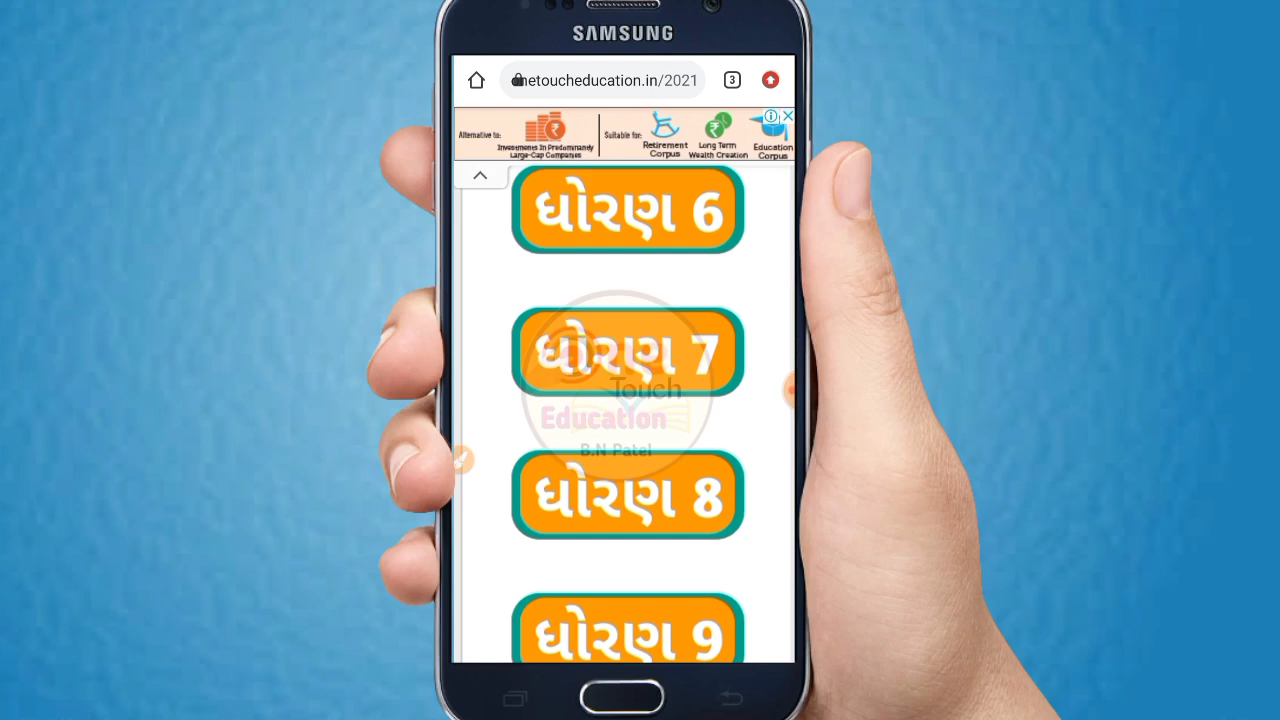 SAMSUNG
netoucheducation.in/2021
3
Alternative to:
Investments In Predominantly
Large-Cap Companies
Suitable for:
Retirement
Corpus
Long Term
Wealth Creation
Education
Corpus
ધોરણ 6
ધોરણ 7
Touch
Education
B.N Patel
ધોરણ 8
ધોરણ 9